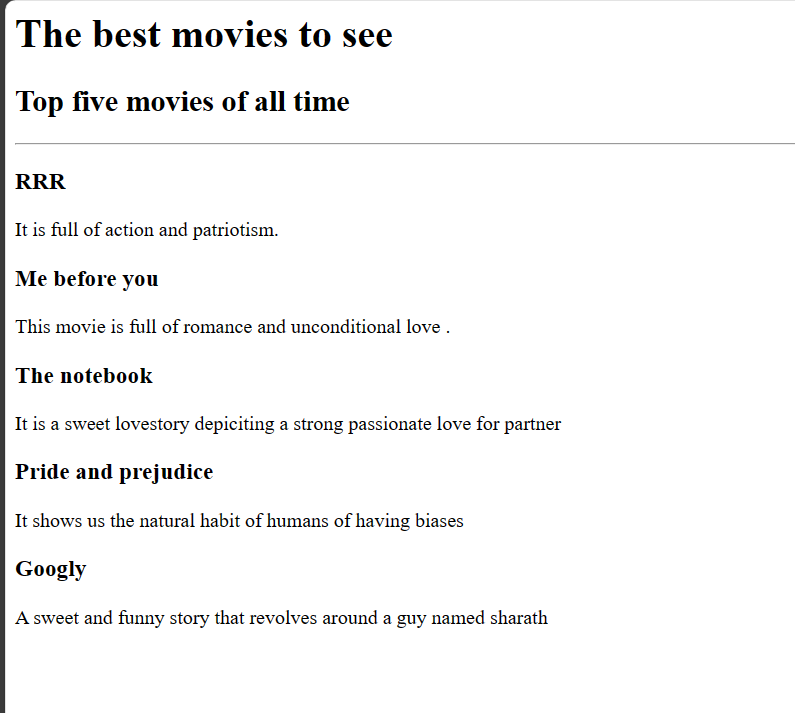 The best movies to see
Top five movies of all time
RRR
It is full of action and patriotism.
Me before you
This movie is full of romance and unconditional love .
The notebook
It is a sweet lovestory depiciting a strong passionate love for partner
Pride and prejudice
It shows us the natural habit of humans of having biases
Googly
A sweet and funny story that revolves around a guy named sharath